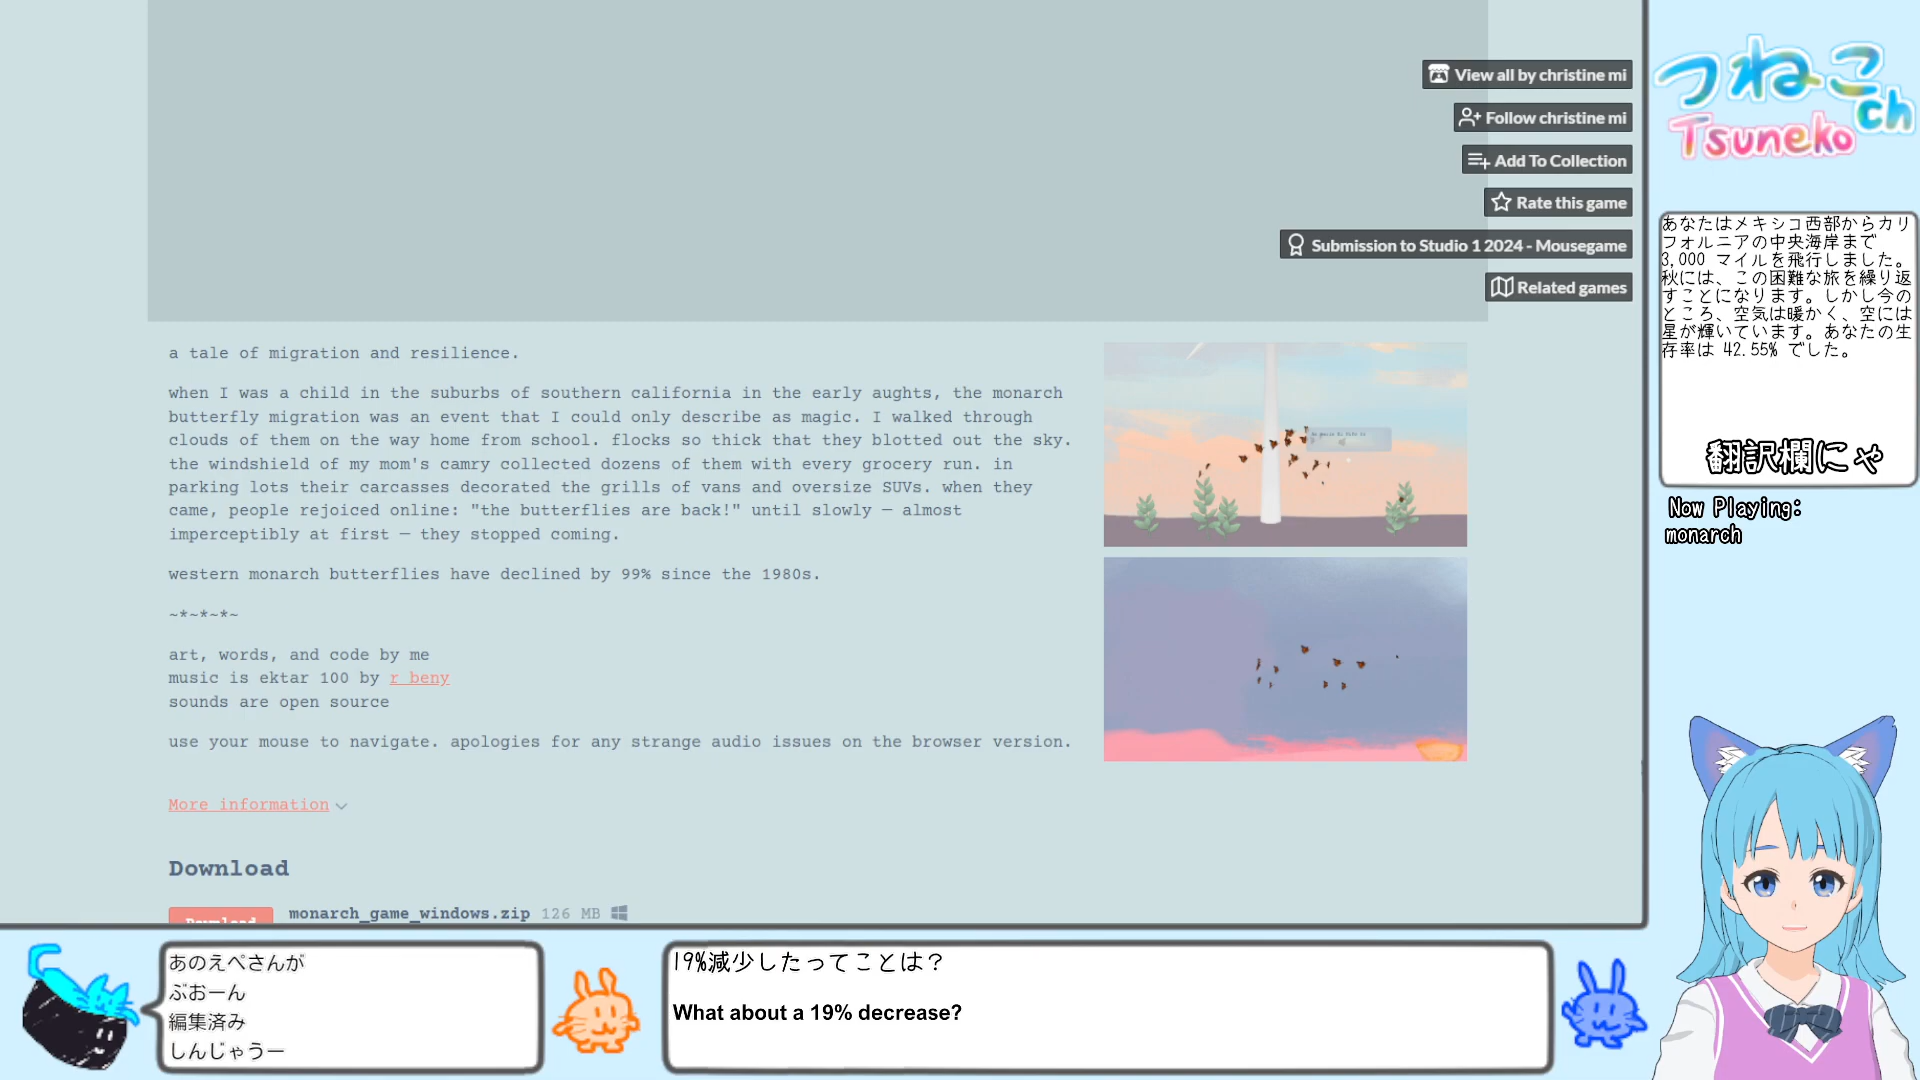 View all by christine mi
Follow christine mi
Add To Collection
Rate this game
Submission to Studio 1 2024 - Mousegame
Related games
a tale of migration and resilience.
when I was a child in the suburbs of southern california in the early aughts, the monarch
butterfly migration was an event that I could only describe as magic. I walked through
clouds of them on the way home from school. flocks so thick that they blotted out the sky.
the windshield of my mom's camry collected dozens of them with every grocery run. in
parking lots their carcasses decorated the grills of vans and oversize SUVs. when they
came, people rejoiced online: "the butterflies are back!" until slowly — almost
imperceptibly at first — they stopped coming.
western monarch butterflies have declined by 99% since the 1980s.
~*~*~*~
art, words, and code by me
music is ektar 100 by r beny
sounds are open source
use your mouse to navigate. apologies for any strange audio issues on the browser version.
More information
Download
Download
monarch_game_windows.zip 126 MB
つねこch
Tsuneko
あなたはメキシコ西部からカリ
フォルニアの中央海岸まで
3,000 マイルを飛行しました。
秋には、この困難な旅を繰り返
すことになります。しかし今の
ところ、空気は暖かく、空には
星が輝いています。あなたの生
存率は 42.55% でした。
翻訳欄にゃ
Now Playing:
monarch
あのえぺさんが
ぶおーん
編集済み
しんじゃうー
19%減少したってことは？
What about a 19% decrease?